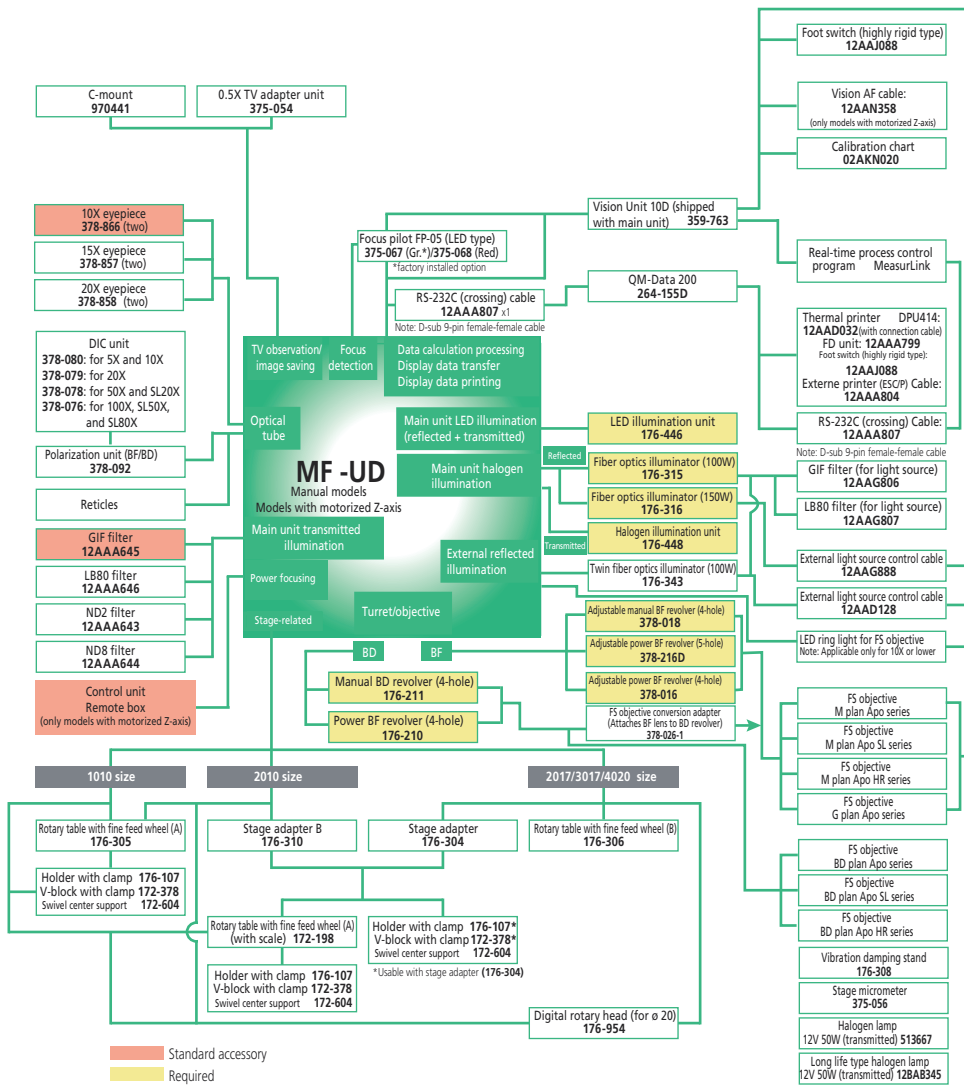 Foot switch (highly rigid type)
12AAJ088
C-mount
970441
0.5X TV adapter unit
375-054
Vision AF cable:
12AAN358
(only models with motorized Z-axis)
Calibration chart
02AKN020
10X eyepiece
378-866 (two)
15X eyepiece
378-857 (two)
20X eyepiece
378-858 (two)
Vision Unit 10D (shipped
with main unit) 359-763
Focus pilot FP-05 (LED type)
375-067 (Gr.*)/375-068 (Red)
*factory installed option
Real-time process control
program MeasurLink
RS-232C (crossing) cable
12AAA807 x1
Note: D-sub 9-pin female-female cable
QM-Data 200
264-155D
Thermal printer DPU414:
12AAD032(with connection cable)
FD unit: 12AAA799
Foot switch (highly rigid type):
12AAJ088
Externe printer (ESC/P) Cable:
12AAA804
RS-232C (crossing) Cable:
12AAA807
Note: D-sub 9-pin female-female cable
DIC unit
378-080: for 5X and 10X
378-079: for 20X
378-078: for 50X and SL20X
378-076: for 100X, SL50X,
and SL80X
Polarization unit (BF/BD)
378-092
Reticles
GIF filter
12AAA645
LB80 filter
12AAA646
ND2 filter
12AAA643
ND8 filter
12AAA644
Control unit
Remote box
(only models with motorized Z-axis)
TV observation/
image saving
Focus
detection
Data calculation processing
Display data transfer
Display data printing
Optical
tube
Main unit LED illumination
(reflected + transmitted)
MF -UD
Manual models
Models with motorized Z-axis
Main unit halogen
illumination
Main unit transmitted
illumination
External reflected
illumination
Power focusing
Stage-related
Turret/objective
BD
BF
Reflected
Transmitted
LED illumination unit
176-446
Fiber optics illuminator (100W)
176-315
Fiber optics illuminator (150W)
176-316
Halogen illumination unit
176-448
Twin fiber optics illuminator (100W)
176-343
GIF filter (for light source)
12AAG806
LB80 filter (for light source)
12AAG807
External light source control cable
12AAG888
External light source control cable
12AAD128
LED ring light for FS objective
Note: Applicable only for 10X or lower
Adjustable manual BF revolver (4-hole)
378-018
Adjustable power BF revolver (5-hole)
378-216D
Adjustable power BF revolver (4-hole)
378-016
Manual BD revolver (4-hole)
176-211
Power BF revolver (4-hole)
176-210
FS objective conversion adapter
(Attaches BF lens to BD revolver)
378-026-1
FS objective
M plan Apo series
FS objective
M plan Apo SL series
FS objective
M plan Apo HR series
FS objective
G plan Apo series
FS objective
BD plan Apo series
FS objective
BD plan Apo SL series
FS objective
BD plan Apo HR series
Vibration damping stand
176-308
Stage micrometer
375-056
Halogen lamp
12V 50W (transmitted) 513667
Long life type halogen lamp
12V 50W (transmitted) 12BAB345
1010 size
2010 size
2017/3017/4020 size
Rotary table with fine feed wheel (A)
176-305
Stage adapter B
176-310
Stage adapter
176-304
Rotary table with fine feed wheel (B)
176-306
Holder with clamp 176-107
V-block with clamp 172-378
Swivel center support 172-604
Rotary table with fine feed wheel (A)
(with scale) 172-198
Holder with clamp 176-107*
V-block with clamp 172-378*
Swivel center support 172-604
*Usable with stage adapter (176-304)
Holder with clamp 176-107
V-block with clamp 172-378
Swivel center support 172-604
Digital rotary head (for ø 20)
176-954
Standard accessory
Required